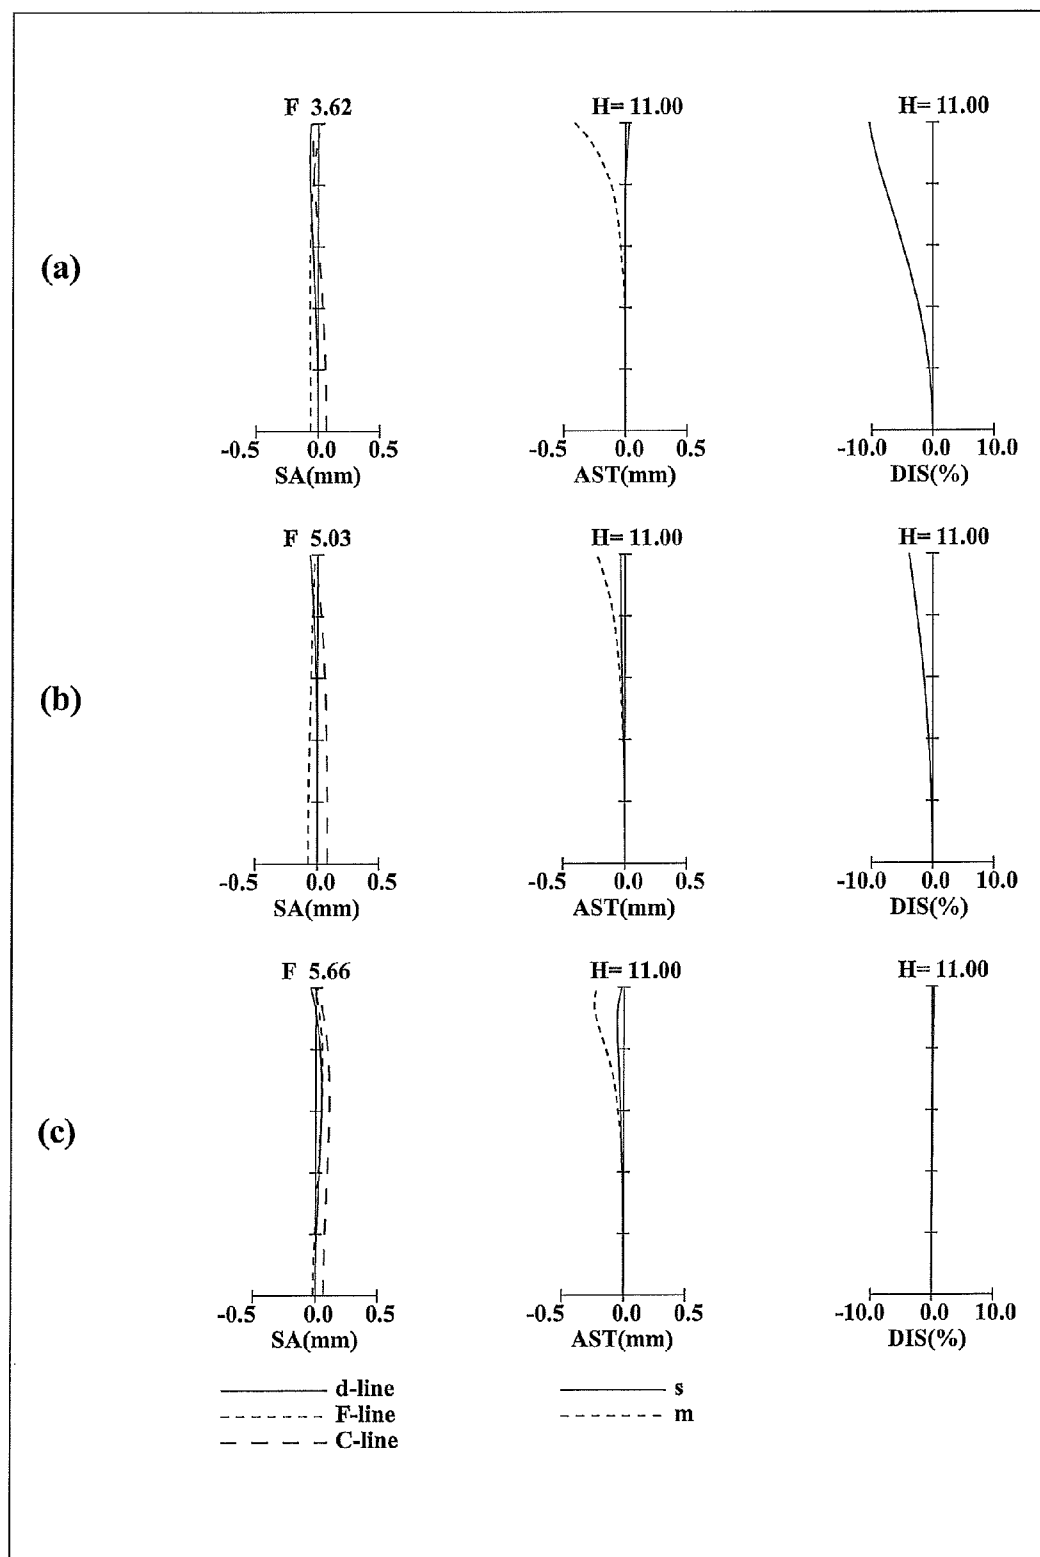 F 3.62 H= 11.00 H= 11.00
(a)
-0.5 0.0 0.5 -0.5 0.0 0.5 -10.0 0.0 10.0
SA(mm) AST(mm) DIS(%)
F 5.03 H= 11.00 H= 11.00
(b)
-0.5 0.0 0.5 -0.5 0.0 0.5 -10.0 0.0 10.0
SA(mm) AST(mm) DIS(%)
F 5.66 H= 11.00 H= 11.00
(c)
-0.5 0.0 0.5 -0.5 0.0 0.5 -10.0 0.0 10.0
SA(mm) AST(mm) DIS(%)
d-line s
F-line m
C-line